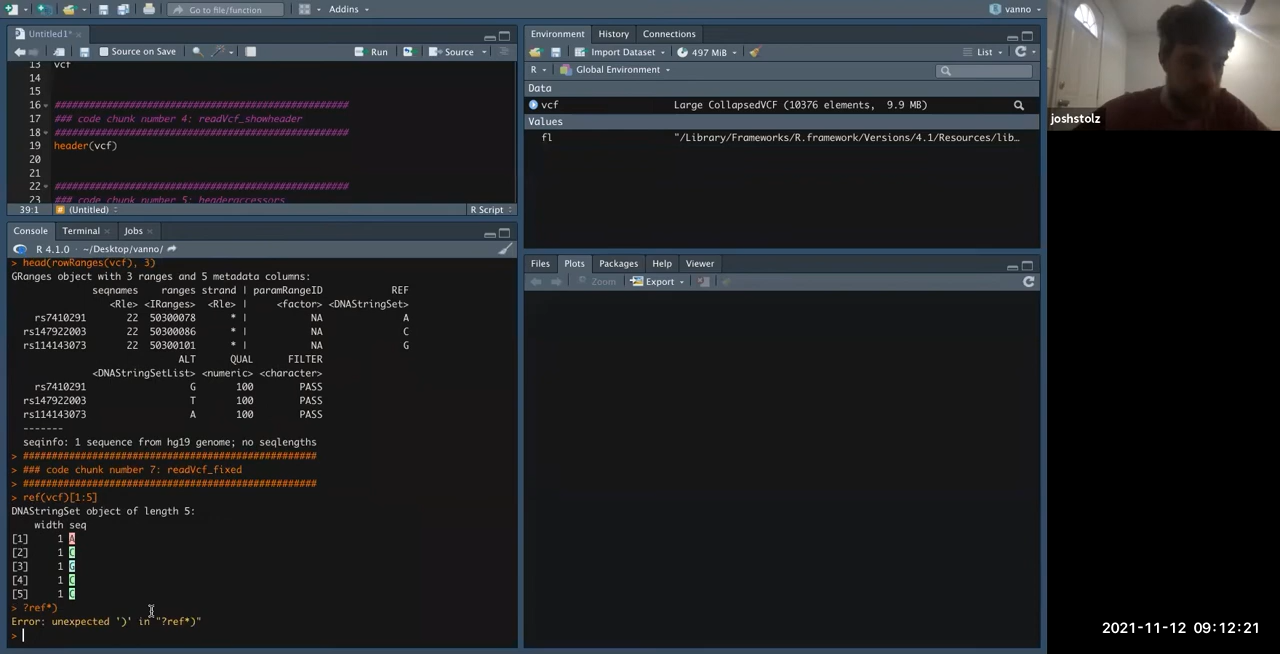 Go to file/function
Addins
vanno
Untitled1*
Source on Save
Run
Source
13 vcf
14
15
16 ##################################################
17 ### code chunk number 4: readVcf_showheader
18 ##################################################
19 header(vcf)
20
21
22 ##################################################
23 ### code chunk number 5: headeraccessors
39:1
(Untitled)
R Script
Console
Terminal
Jobs
R 4.1.0 · ~/Desktop/vanno/
> head(rowRanges(vcf), 3)
GRanges object with 3 ranges and 5 metadata columns:
seqnames ranges strand | paramRangeID REF
<Rle> <IRanges> <Rle> | <factor> <DNAStringSet>
rs7410291 22 50300078 * | NA A
rs147922003 22 50300086 * | NA C
rs114143073 22 50300101 * | NA G
ALT QUAL FILTER
<DNAStringSetList> <numeric> <character>
rs7410291 G 100 PASS
rs147922003 T 100 PASS
rs114143073 A 100 PASS
-------
seqinfo: 1 sequence from hg19 genome; no seqlengths
> ##################################################
> ### code chunk number 7: readVcf_fixed
> ##################################################
> ref(vcf)[1:5]
DNAStringSet object of length 5:
width seq
[1] 1 A
[2] 1 C
[3] 1 G
[4] 1 C
[5] 1 C
> ?ref*)
Error: unexpected ')' in "?ref*)"
>
Environment
History
Connections
Import Dataset
497 MiB
List
R
Global Environment
Data
vcf Large CollapsedVCF (10376 elements, 9.9 MB)
Values
fl "/Library/Frameworks/R.framework/Versions/4.1/Resources/lib…
Files
Plots
Packages
Help
Viewer
Zoom
Export
joshstolz
2021-11-12 09:12:21